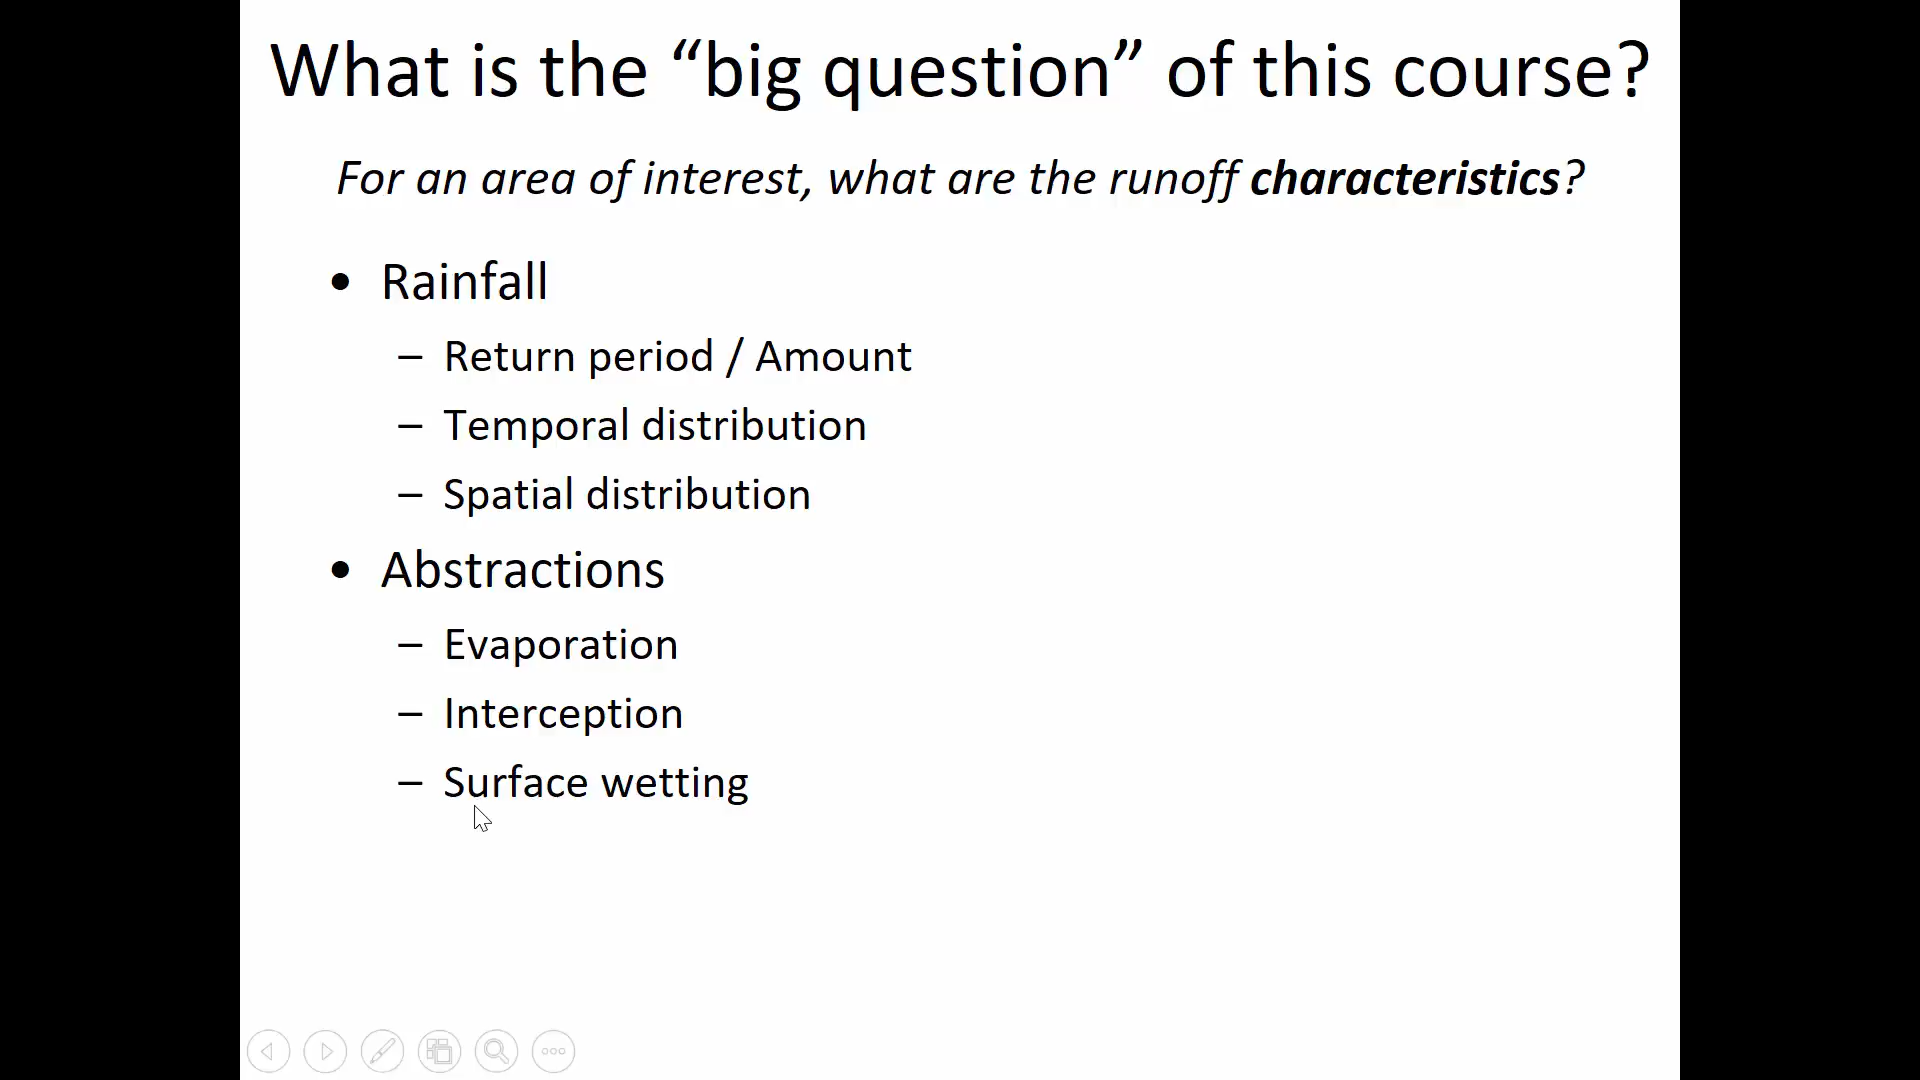 What is the “big question” of this course?
For an area of interest, what are the runoff characteristics?
• Rainfall
– Return period / Amount
– Temporal distribution
– Spatial distribution
• Abstractions
– Evaporation
– Interception
– Surface wetting